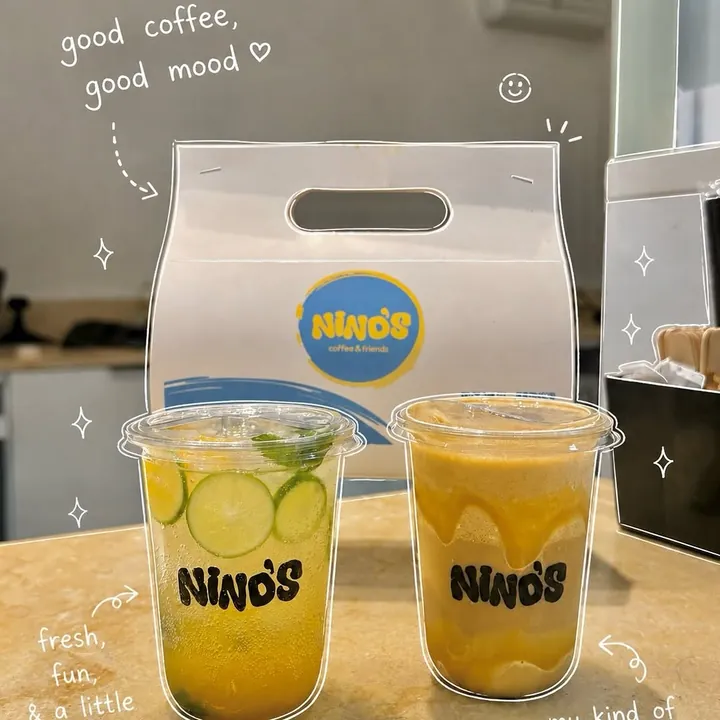 good coffee,
good mood ♡
NiNO'S
coffee & friends
NiNO'S
NiNO'S
fresh,
fun,
& a little
my kind of